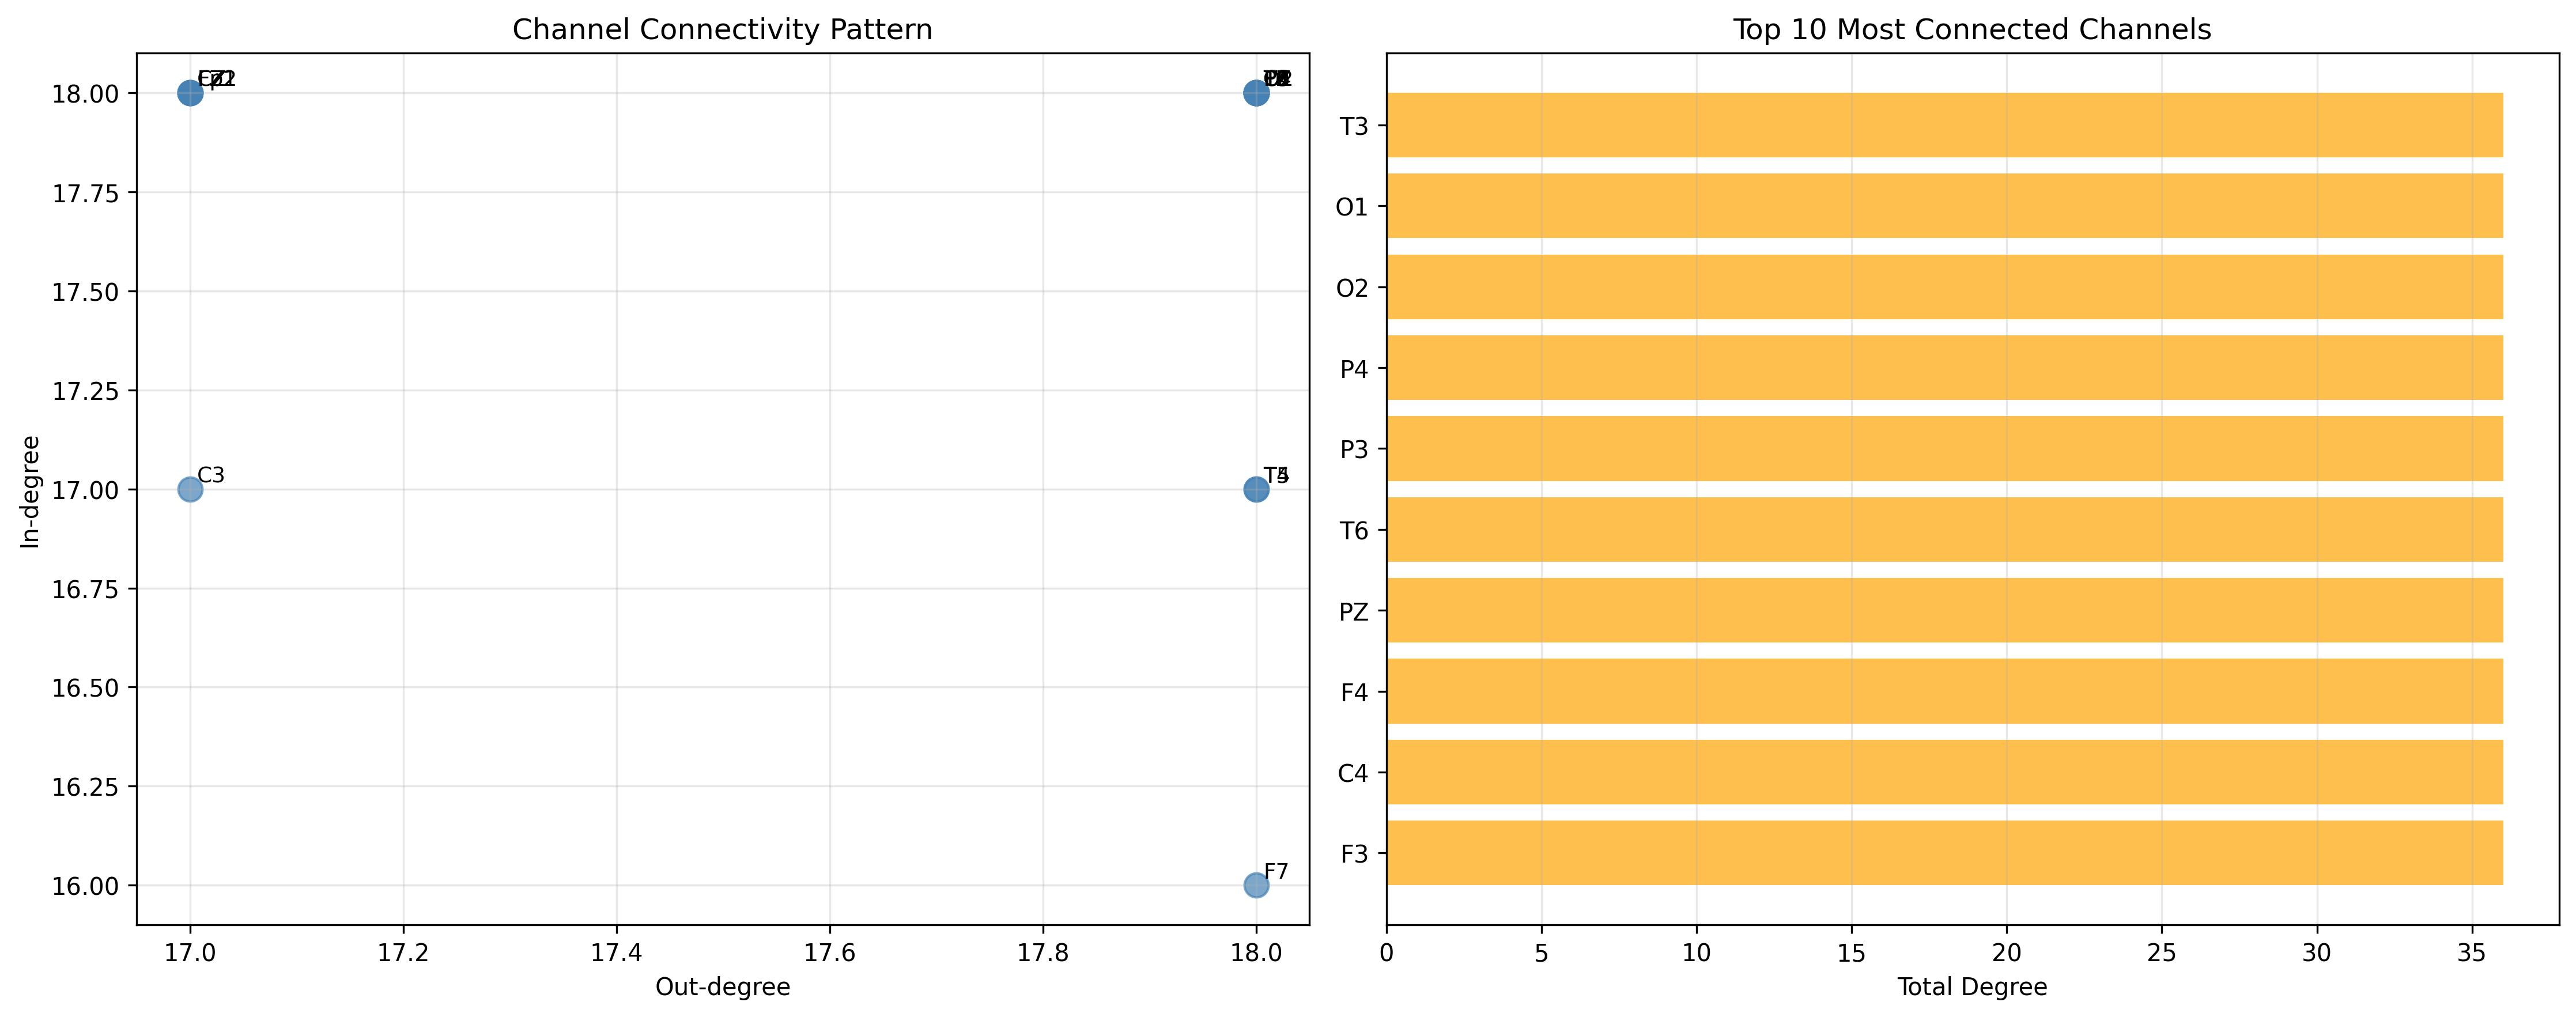 Channel Connectivity Pattern
In-degree
18.00
17.75
17.50
17.25
17.00
16.75
16.50
16.25
16.00
C3
F7
17.0
17.2
17.4
17.6
17.8
18.0
Out-degree
Top 10 Most Connected Channels
T3
O1
O2
P4
P3
T6
PZ
F4
C4
F3
0
5
10
15
20
25
30
35
Total Degree